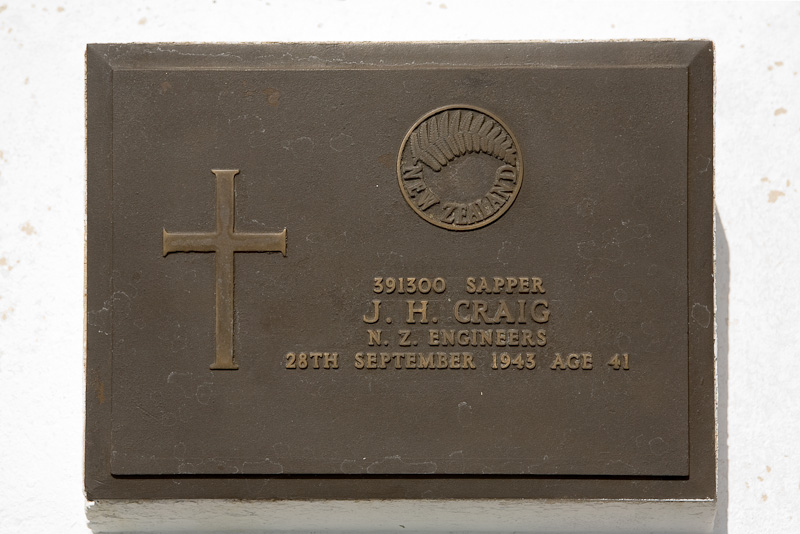 NEW ZEALAND
391300 SAPPER
J. H. CRAIG
N. Z. ENGINEERS
28TH SEPTEMBER 1943 AGE 41